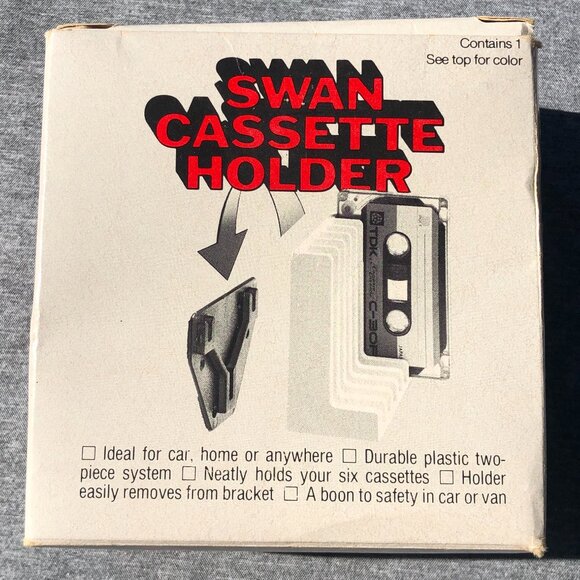 Contains 1
See top for color
SWAN
CASSETTE
HOLDER
TDK
C-30
☐ Ideal for car, home or anywhere ☐ Durable plastic two-
piece system ☐ Neatly holds your six cassettes ☐ Holder
easily removes from bracket ☐ A boon to safety in car or van